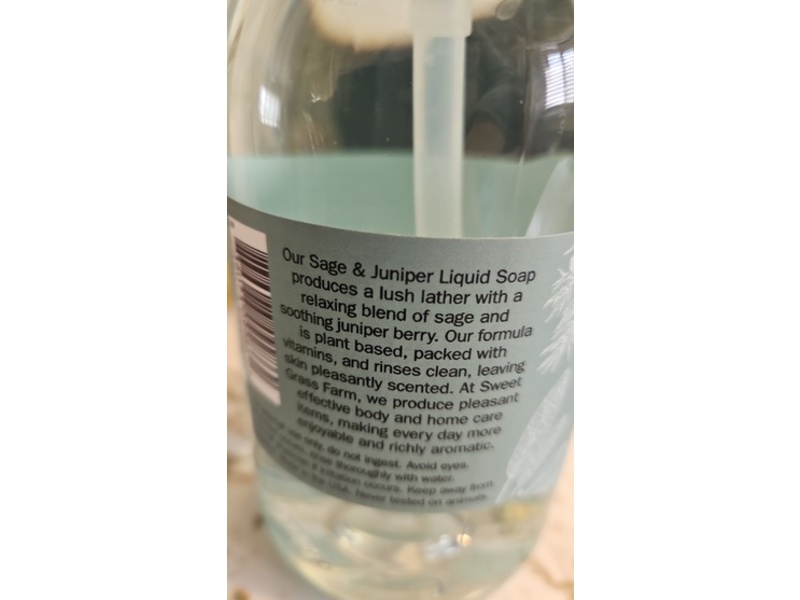 Our Sage & Juniper Liquid Soap
produces a lush lather with a
relaxing blend of sage and
soothing juniper berry. Our formula
is plant based, packed with
vitamins, and rinses clean, leaving
skin pleasantly scented. At Sweet
Grass Farm, we produce pleasant
effective body and home care
items, making every day more
enjoyable and richly aromatic.
use only, do not ingest. Avoid eyes.
rinse thoroughly with water.
if irritation occurs. Keep away from
in the USA. Never tested on animals.